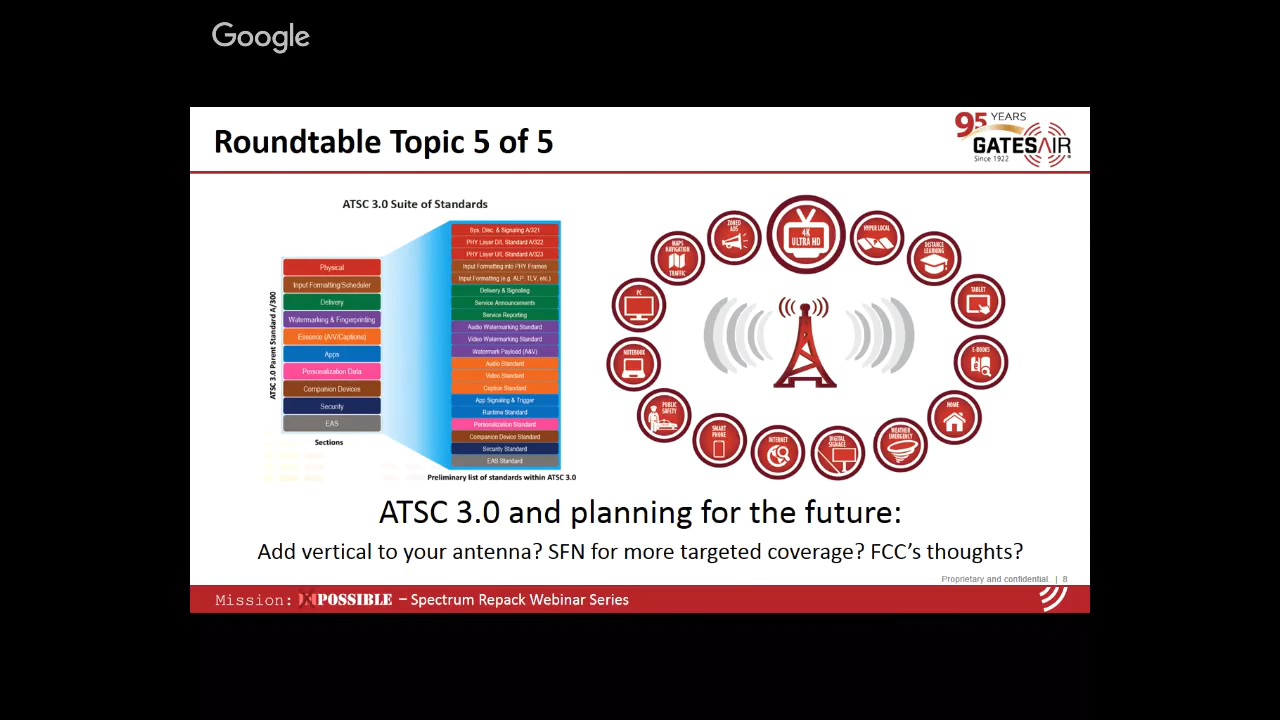 Google
Roundtable Topic 5 of 5
95 YEARS
GATESAIR
Since 1922
ATSC 3.0 Suite of Standards
ATSC 3.0 Parent Standard A/300
Physical
Input Formatting/Scheduler
Delivery
Watermarking & Fingerprinting
Essence (A/V/Captions)
Apps
Personalization Data
Companion Devices
Security
EAS
Sections
Sys. Disc. & Signaling A/321
PHY Layer D/L Standard A/322
PHY Layer U/L Standard A/323
Input Formatting into PHY Frames
Input Formatting (e.g. ALP, TLV, etc.)
Delivery & Signaling
Service Announcements
Service Reporting
Audio Watermarking Standard
Video Watermarking Standard
Watermark Payload (A&V)
Audio Standard
Video Standard
Caption Standard
App Signaling & Trigger
Runtime Standard
Personalization Standard
Companion Device Standard
Security Standard
EAS Standard
Preliminary list of standards within ATSC 3.0
4K
ULTRA HD
HYPER LOCAL
DISTANCE
LEARNING
TABLET
E-BOOKS
HOME
WEATHER
EMERGENCY
DIGITAL
SIGNAGE
INTERNET
SMART
PHONE
PUBLIC
SAFETY
NOTEBOOK
PC
MAPS
NAVIGATION
TRAFFIC
ZONED
ADS
ATSC 3.0 and planning for the future:
Add vertical to your antenna? SFN for more targeted coverage? FCC's thoughts?
Proprietary and confidential | 8
Mission: IMPOSSIBLE – Spectrum Repack Webinar Series